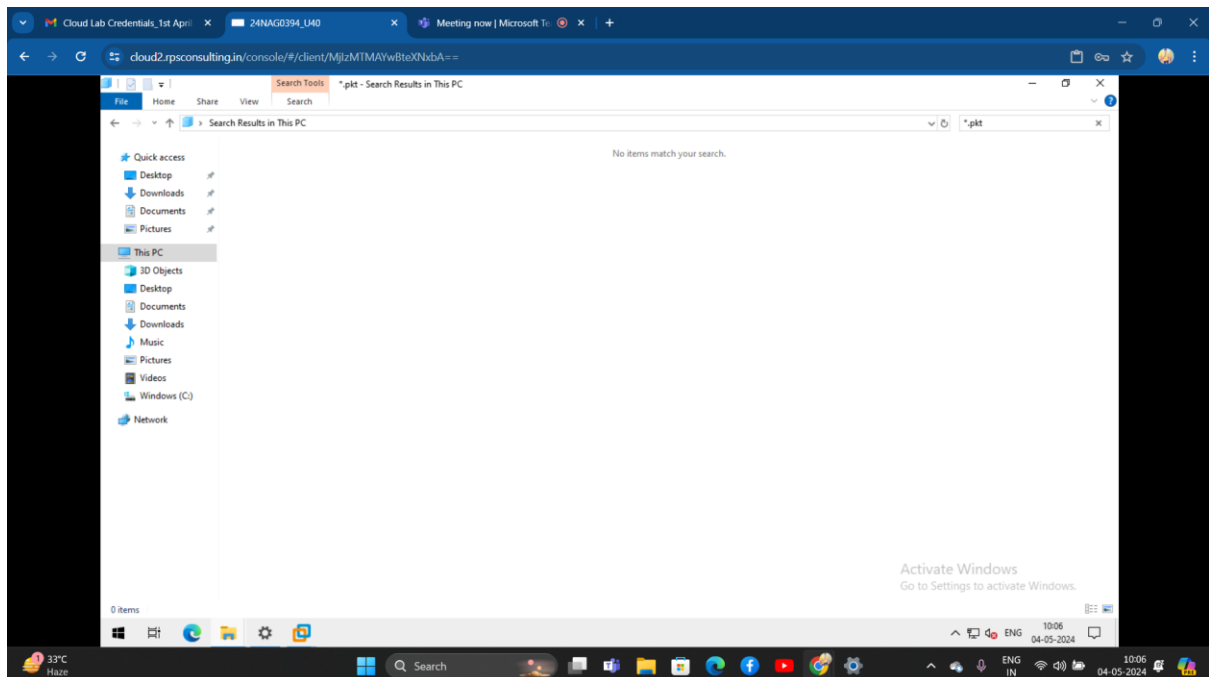 Cloud Lab Credentials_1st April
24NAG0394_U40
Meeting now | Microsoft Te
cloud2.rpsconsulting.in/console/#/client/MjIzMTMAYwBteXNxbA==
Search Tools
*.pkt - Search Results in This PC
File Home Share View Search
Search Results in This PC
*.pkt
No items match your search.
Quick access
Desktop
Downloads
Documents
Pictures
This PC
3D Objects
Desktop
Documents
Downloads
Music
Pictures
Videos
Windows (C:)
Network
Activate Windows
Go to Settings to activate Windows.
0 items
ENG
10:06
04-05-2024
1
33°C
Haze
Search
ENG
IN
10:06
04-05-2024